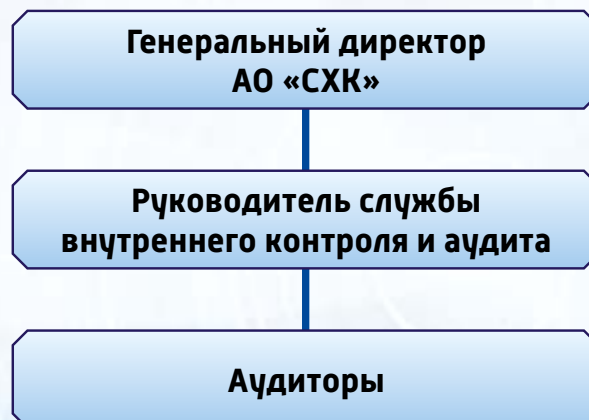 Генеральный директор
АО «СХК»
Руководитель службы
внутреннего контроля и аудита
Аудиторы